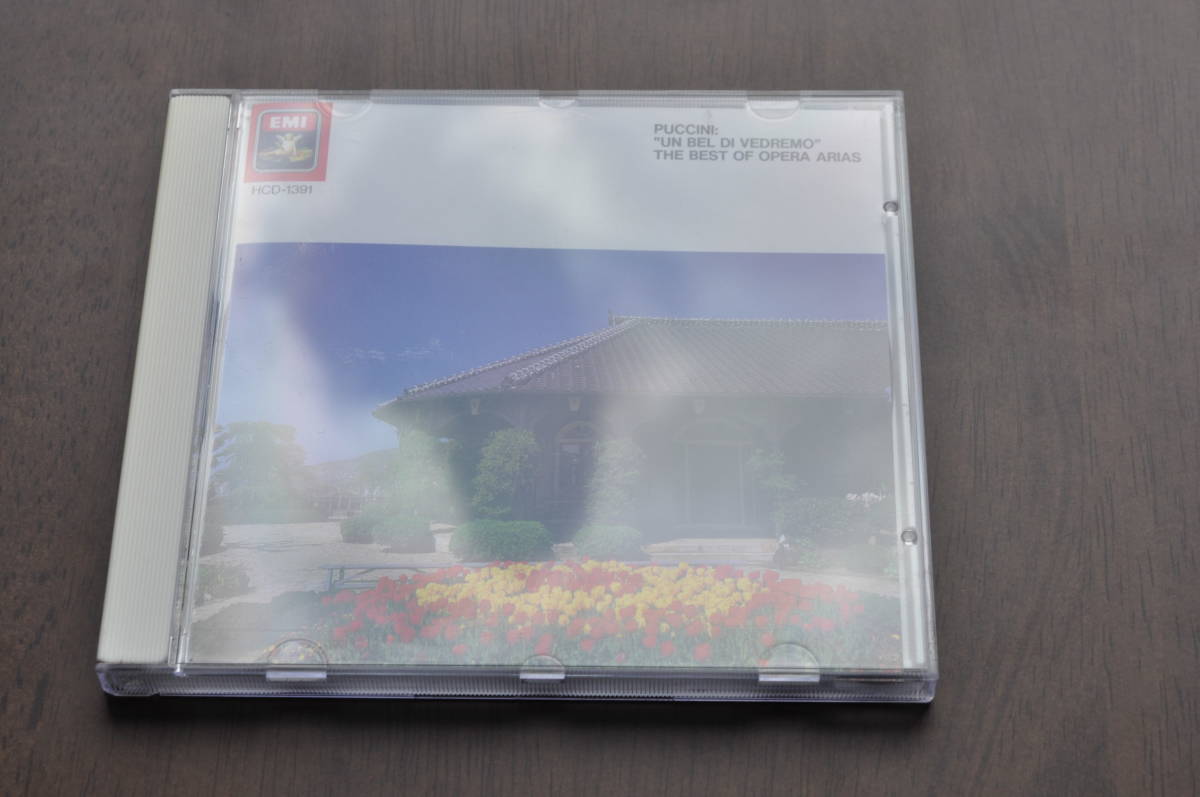 EMI
HCD-1391
PUCCINI:
"UN BEL DI VEDREMO"
THE BEST OF OPERA ARIAS